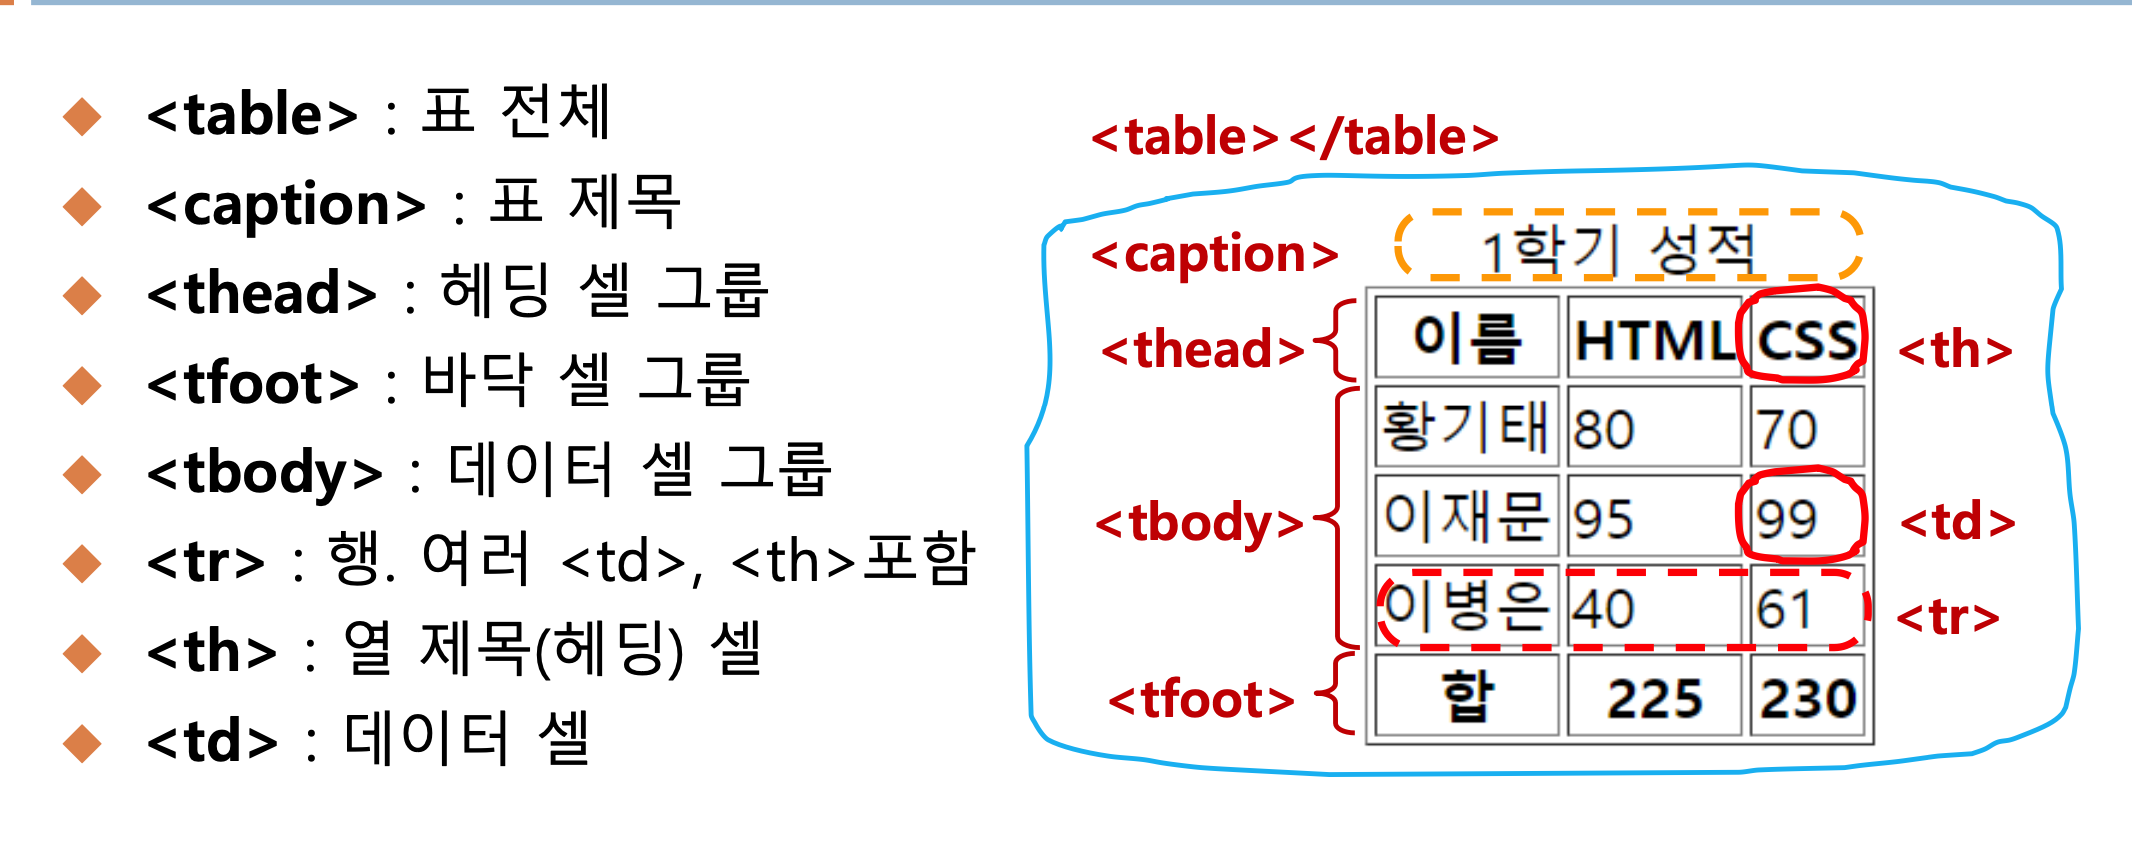 <table> : 표 전체
<caption> : 표 제목
<thead> : 헤딩 셀 그룹
<tfoot> : 바닥 셀 그룹
<tbody> : 데이터 셀 그룹
<tr> : 행. 여러 <td>, <th>포함
<th> : 열 제목(헤딩) 셀
<td> : 데이터 셀
<table></table>
<caption> 1학기 성적
<thead> 이름 HTML CSS <th>
황기태 80 70
<tbody> 이재문 95 99 <td>
이병은 40 61 <tr>
<tfoot> 합 225 230